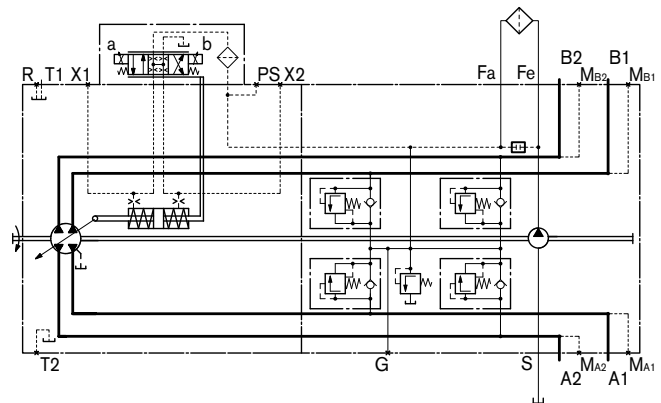 a b
Fa Fe B2 B1
R T1 X1 PS X2 MB2 MB1
T2 G S MA2 MA1
A2 A1